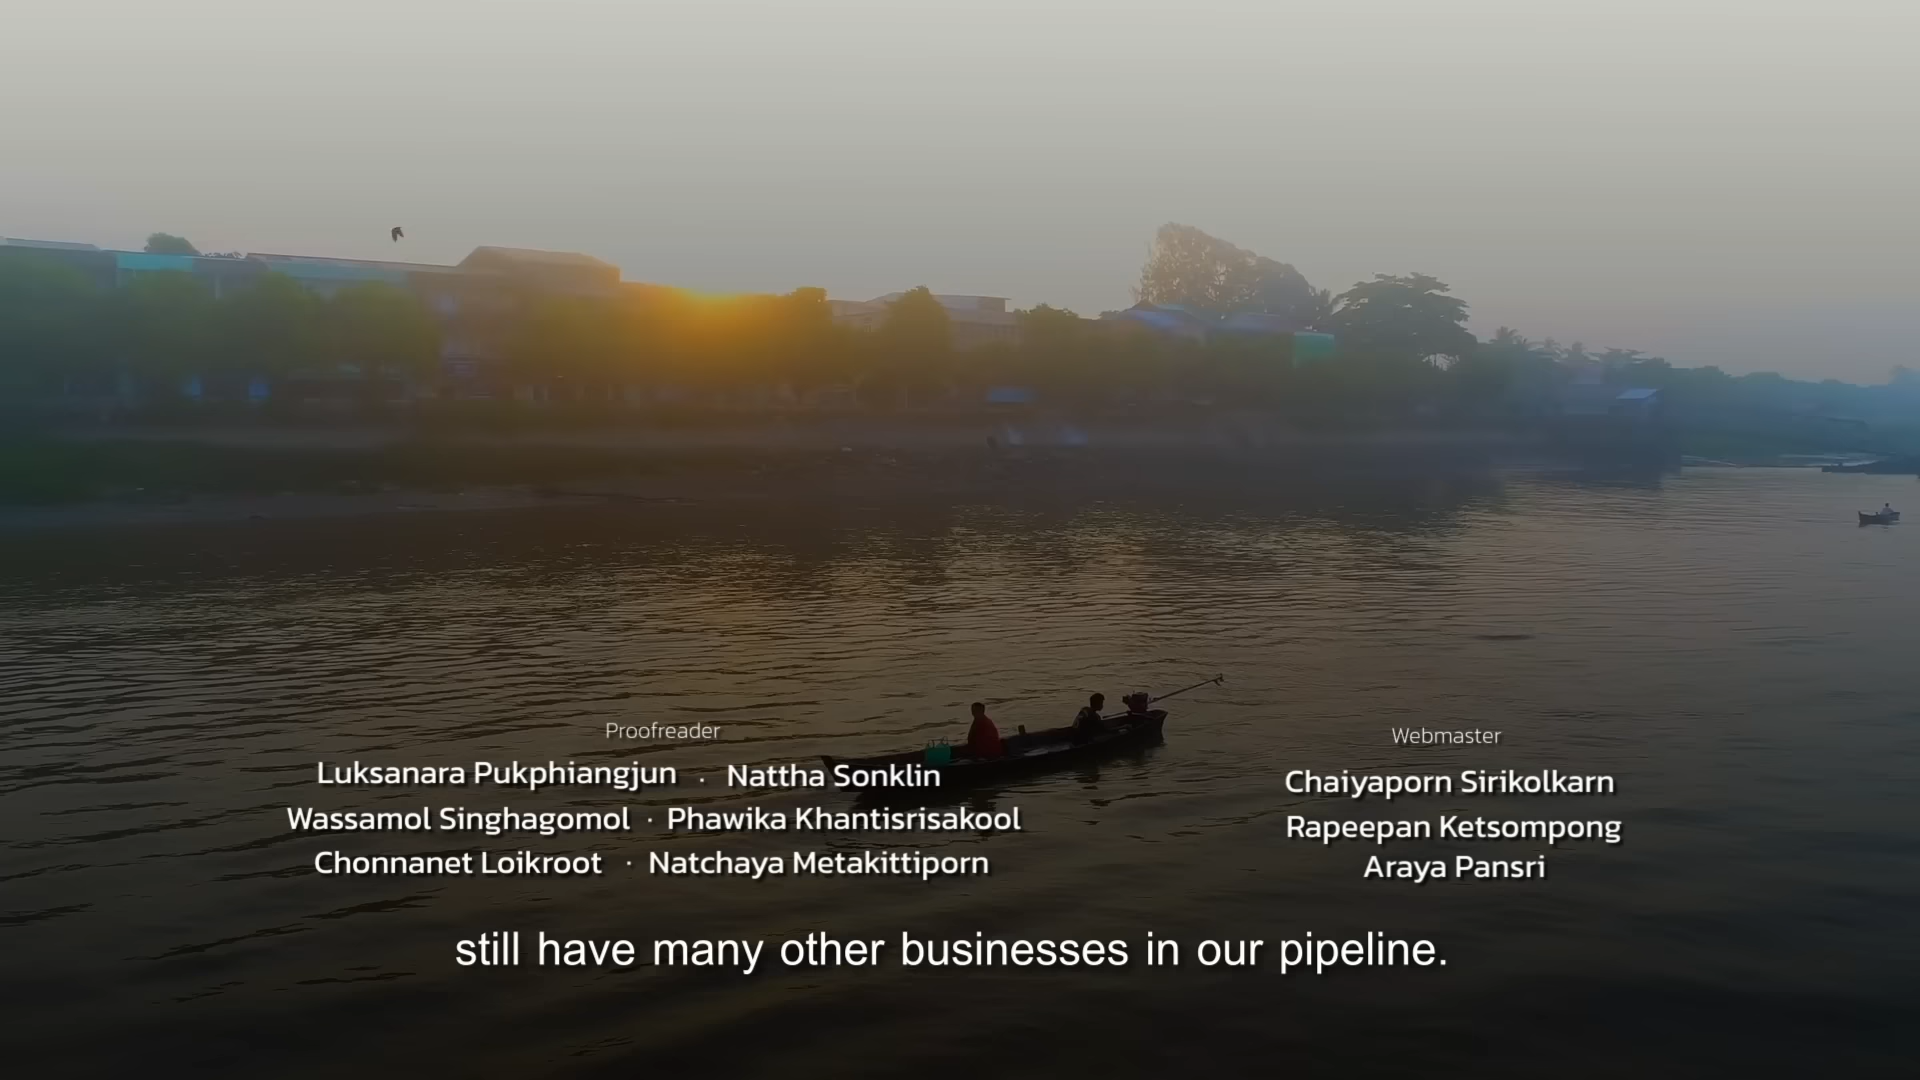 Proofreader
Luksanara Pukphiangjun · Nattha Sonklin
Wassamol Singhagomol · Phawika Khantisrisakool
Chonnanet Loikroot · Natchaya Metakittiporn
Webmaster
Chaiyaporn Sirikolkarn
Rapeepan Ketsompong
Araya Pansri
still have many other businesses in our pipeline.